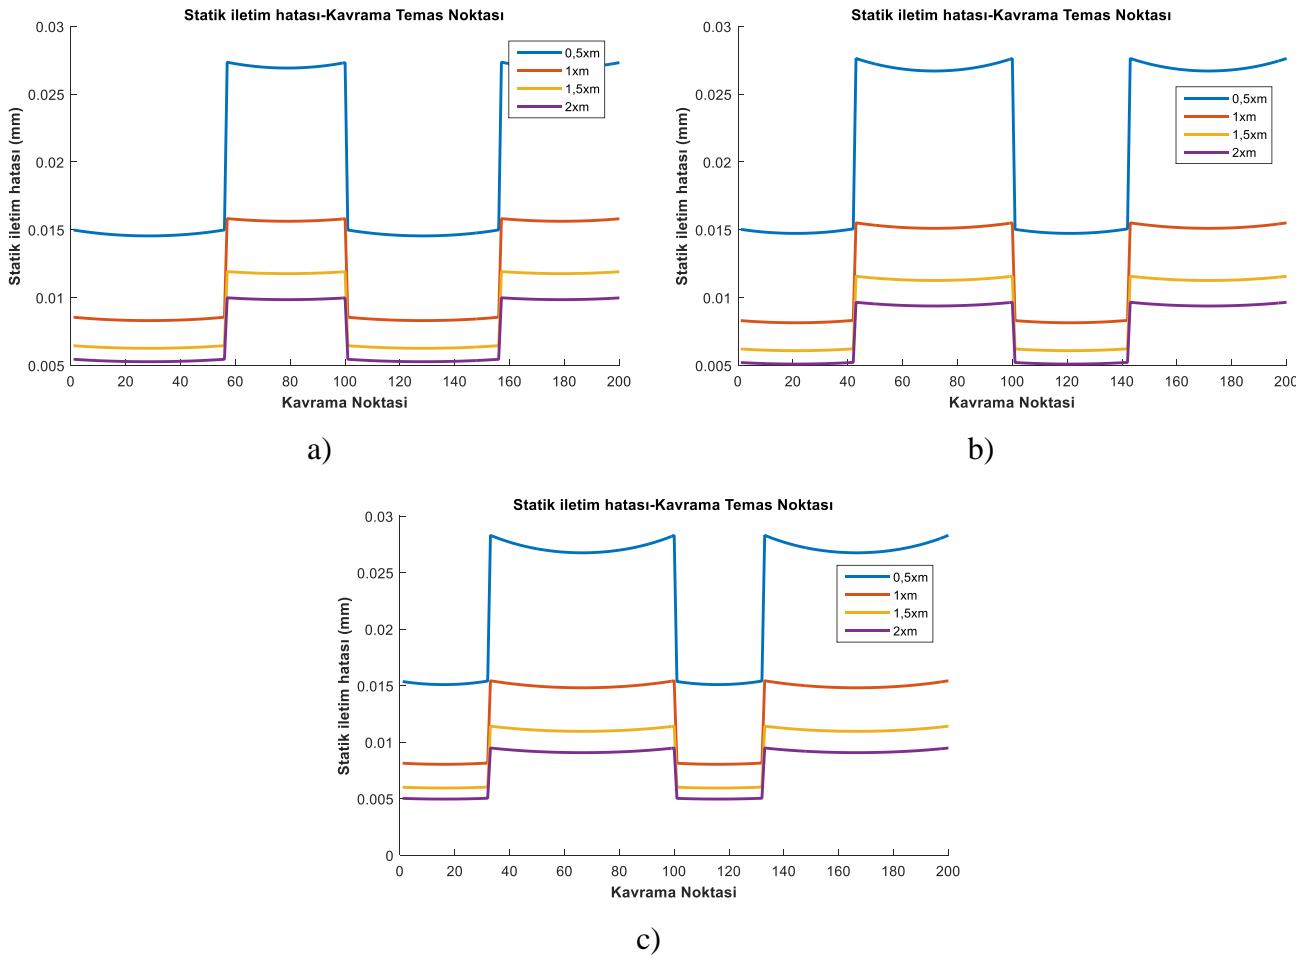 Statik iletim hatası-Kavrama Temas Noktası
0.03
0.025
0.02
0.015
0.01
0.005
Statik iletim hatası (mm)
0,5xm
1xm
1,5xm
2xm
0 20 40 60 80 100 120 140 160 180 200
Kavrama Noktasi
a)
Statik iletim hatası-Kavrama Temas Noktası
0.03
0.025
0.02
0.015
0.01
0.005
Statik iletim hatası (mm)
0,5xm
1xm
1,5xm
2xm
0 20 40 60 80 100 120 140 160 180 200
Kavrama Noktasi
b)
Statik iletim hatası-Kavrama Temas Noktası
0.03
0.025
0.02
0.015
0.01
0.005
0
Statik iletim hatası (mm)
0,5xm
1xm
1,5xm
2xm
0 20 40 60 80 100 120 140 160 180 200
Kavrama Noktasi
c)